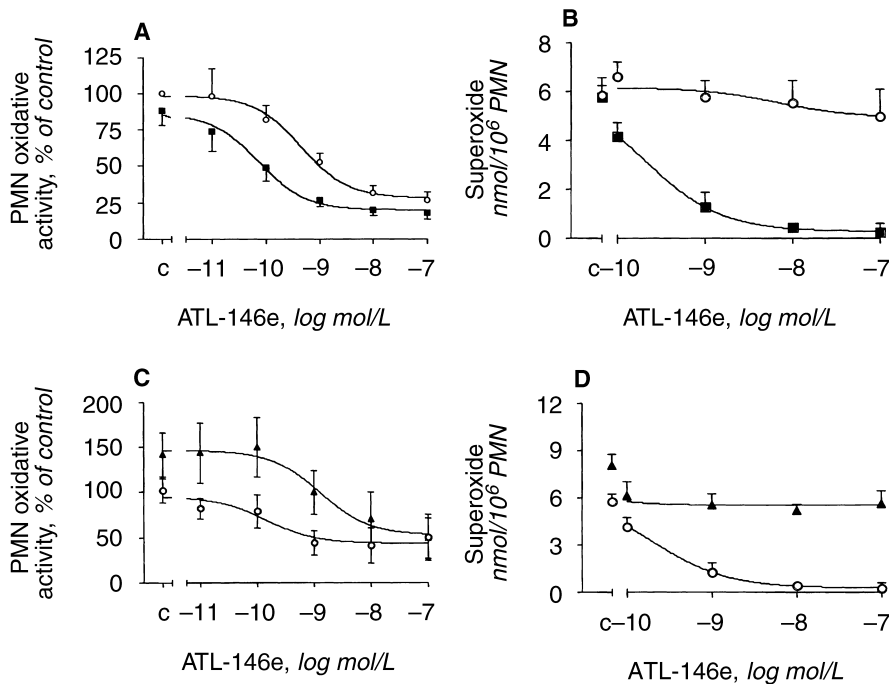 A
PMN oxidative
activity, % of control
125
100
75
50
25
0
c –11 –10 –9 –8 –7
ATL-146e, log mol/L
B
Superoxide
nmol/10⁶ PMN
8
6
4
2
0
c–10 –9 –8 –7
ATL-146e, log mol/L
C
PMN oxidative
activity, % of control
200
150
100
50
0
c –11 –10 –9 –8 –7
ATL-146e, log mol/L
D
Superoxide
nmol/10⁶ PMN
12
9
6
3
0
c–10 –9 –8 –7
ATL-146e, log mol/L